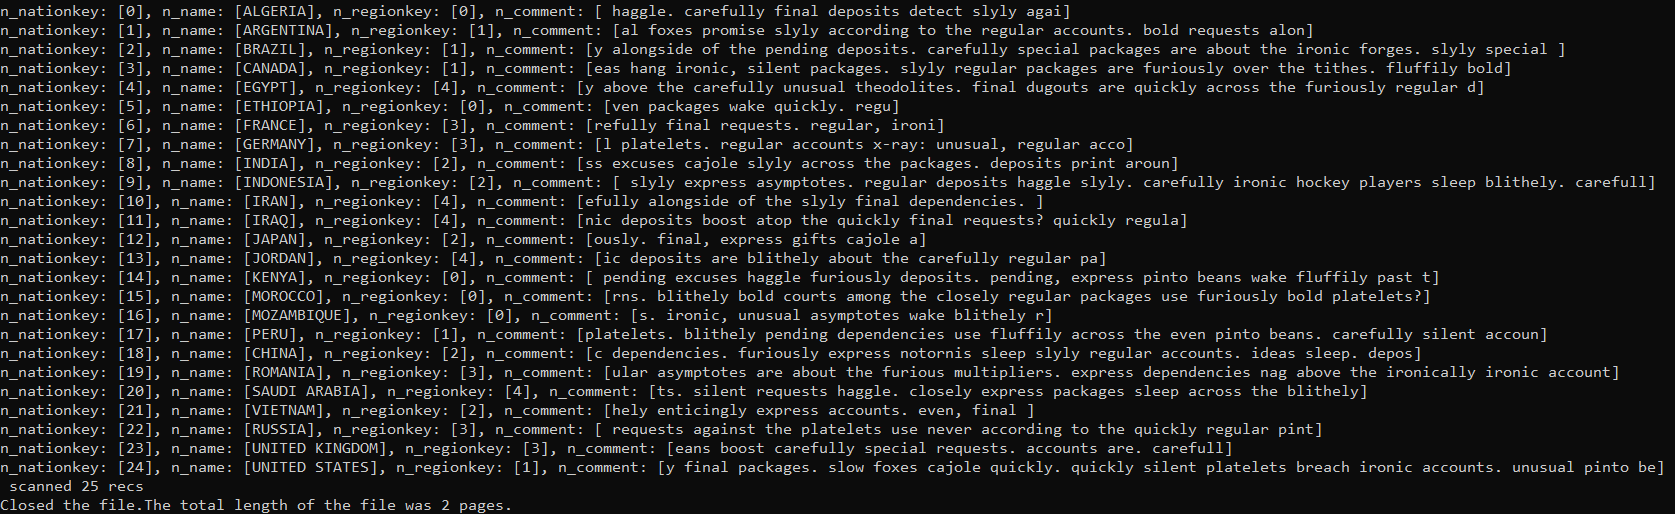 n_nationkey: [0], n_name: [ALGERIA], n_regionkey: [0], n_comment: [ haggle. carefully final deposits detect slyly agai]
n_nationkey: [1], n_name: [ARGENTINA], n_regionkey: [1], n_comment: [al foxes promise slyly according to the regular accounts. bold requests alon]
n_nationkey: [2], n_name: [BRAZIL], n_regionkey: [1], n_comment: [y alongside of the pending deposits. carefully special packages are about the ironic forges. slyly special ]
n_nationkey: [3], n_name: [CANADA], n_regionkey: [1], n_comment: [eas hang ironic, silent packages. slyly regular packages are furiously over the tithes. fluffily bold]
n_nationkey: [4], n_name: [EGYPT], n_regionkey: [4], n_comment: [y above the carefully unusual theodolites. final dugouts are quickly across the furiously regular d]
n_nationkey: [5], n_name: [ETHIOPIA], n_regionkey: [0], n_comment: [ven packages wake quickly. regu]
n_nationkey: [6], n_name: [FRANCE], n_regionkey: [3], n_comment: [refully final requests. regular, ironi]
n_nationkey: [7], n_name: [GERMANY], n_regionkey: [3], n_comment: [l platelets. regular accounts x-ray: unusual, regular acco]
n_nationkey: [8], n_name: [INDIA], n_regionkey: [2], n_comment: [ss excuses cajole slyly across the packages. deposits print aroun]
n_nationkey: [9], n_name: [INDONESIA], n_regionkey: [2], n_comment: [ slyly express asymptotes. regular deposits haggle slyly. carefully ironic hockey players sleep blithely. carefull]
n_nationkey: [10], n_name: [IRAN], n_regionkey: [4], n_comment: [efully alongside of the slyly final dependencies. ]
n_nationkey: [11], n_name: [IRAQ], n_regionkey: [4], n_comment: [nic deposits boost atop the quickly final requests? quickly regula]
n_nationkey: [12], n_name: [JAPAN], n_regionkey: [2], n_comment: [ously. final, express gifts cajole a]
n_nationkey: [13], n_name: [JORDAN], n_regionkey: [4], n_comment: [ic deposits are blithely about the carefully regular pa]
n_nationkey: [14], n_name: [KENYA], n_regionkey: [0], n_comment: [ pending excuses haggle furiously deposits. pending, express pinto beans wake fluffily past t]
n_nationkey: [15], n_name: [MOROCCO], n_regionkey: [0], n_comment: [rns. blithely bold courts among the closely regular packages use furiously bold platelets?]
n_nationkey: [16], n_name: [MOZAMBIQUE], n_regionkey: [0], n_comment: [s. ironic, unusual asymptotes wake blithely r]
n_nationkey: [17], n_name: [PERU], n_regionkey: [1], n_comment: [platelets. blithely pending dependencies use fluffily across the even pinto beans. carefully silent accoun]
n_nationkey: [18], n_name: [CHINA], n_regionkey: [2], n_comment: [c dependencies. furiously express notornis sleep slyly regular accounts. ideas sleep. depos]
n_nationkey: [19], n_name: [ROMANIA], n_regionkey: [3], n_comment: [ular asymptotes are about the furious multipliers. express dependencies nag above the ironically ironic account]
n_nationkey: [20], n_name: [SAUDI ARABIA], n_regionkey: [4], n_comment: [ts. silent requests haggle. closely express packages sleep across the blithely]
n_nationkey: [21], n_name: [VIETNAM], n_regionkey: [2], n_comment: [hely enticingly express accounts. even, final ]
n_nationkey: [22], n_name: [RUSSIA], n_regionkey: [3], n_comment: [ requests against the platelets use never according to the quickly regular pint]
n_nationkey: [23], n_name: [UNITED KINGDOM], n_regionkey: [3], n_comment: [eans boost carefully special requests. accounts are. carefull]
n_nationkey: [24], n_name: [UNITED STATES], n_regionkey: [1], n_comment: [y final packages. slow foxes cajole quickly. quickly silent platelets breach ironic accounts. unusual pinto be]
 scanned 25 recs
Closed the file.The total length of the file was 2 pages.